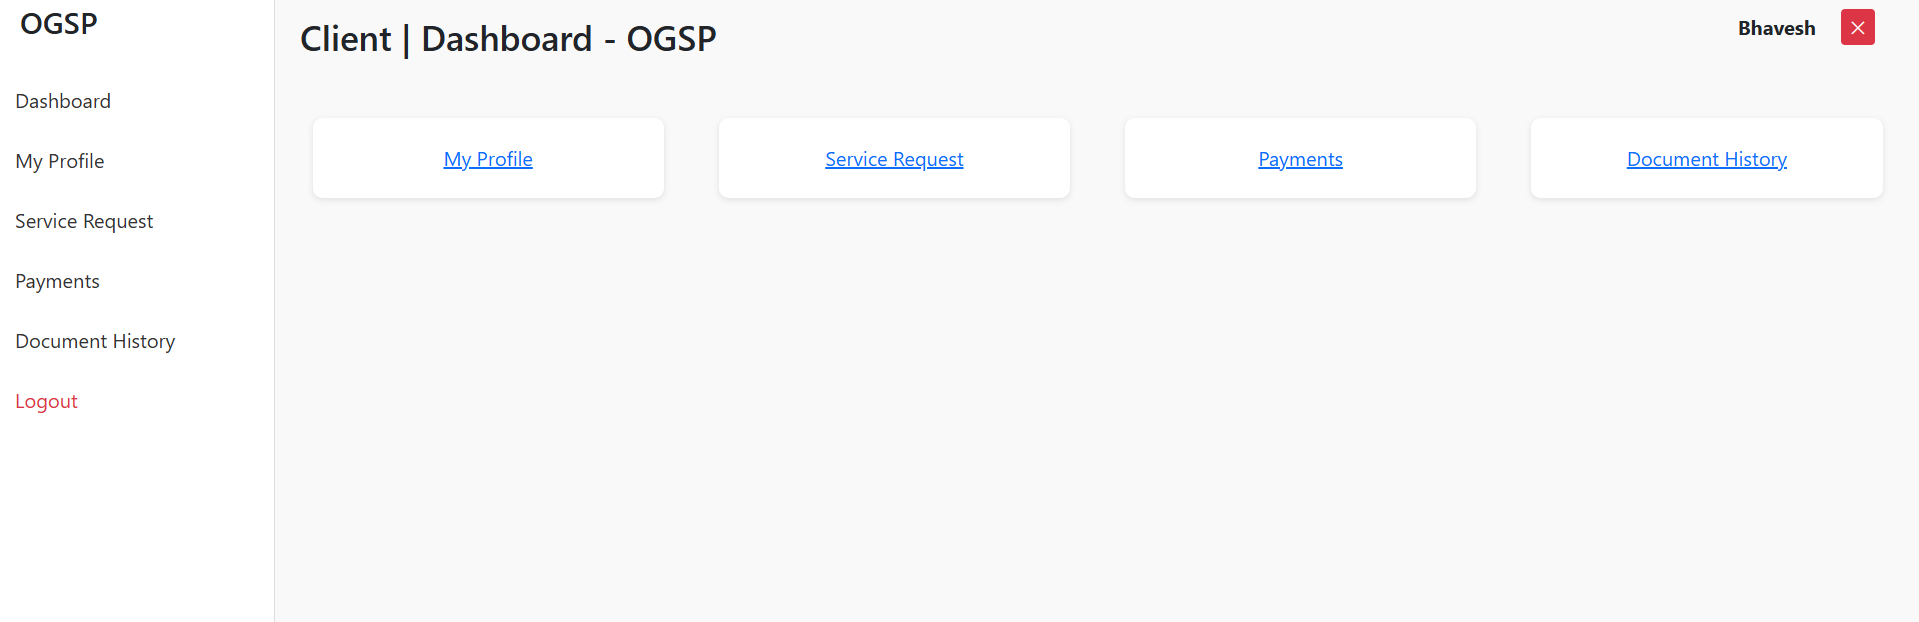 OGSP
Dashboard
My Profile
Service Request
Payments
Document History
Logout
Client | Dashboard - OGSP
Bhavesh
My Profile
Service Request
Payments
Document History